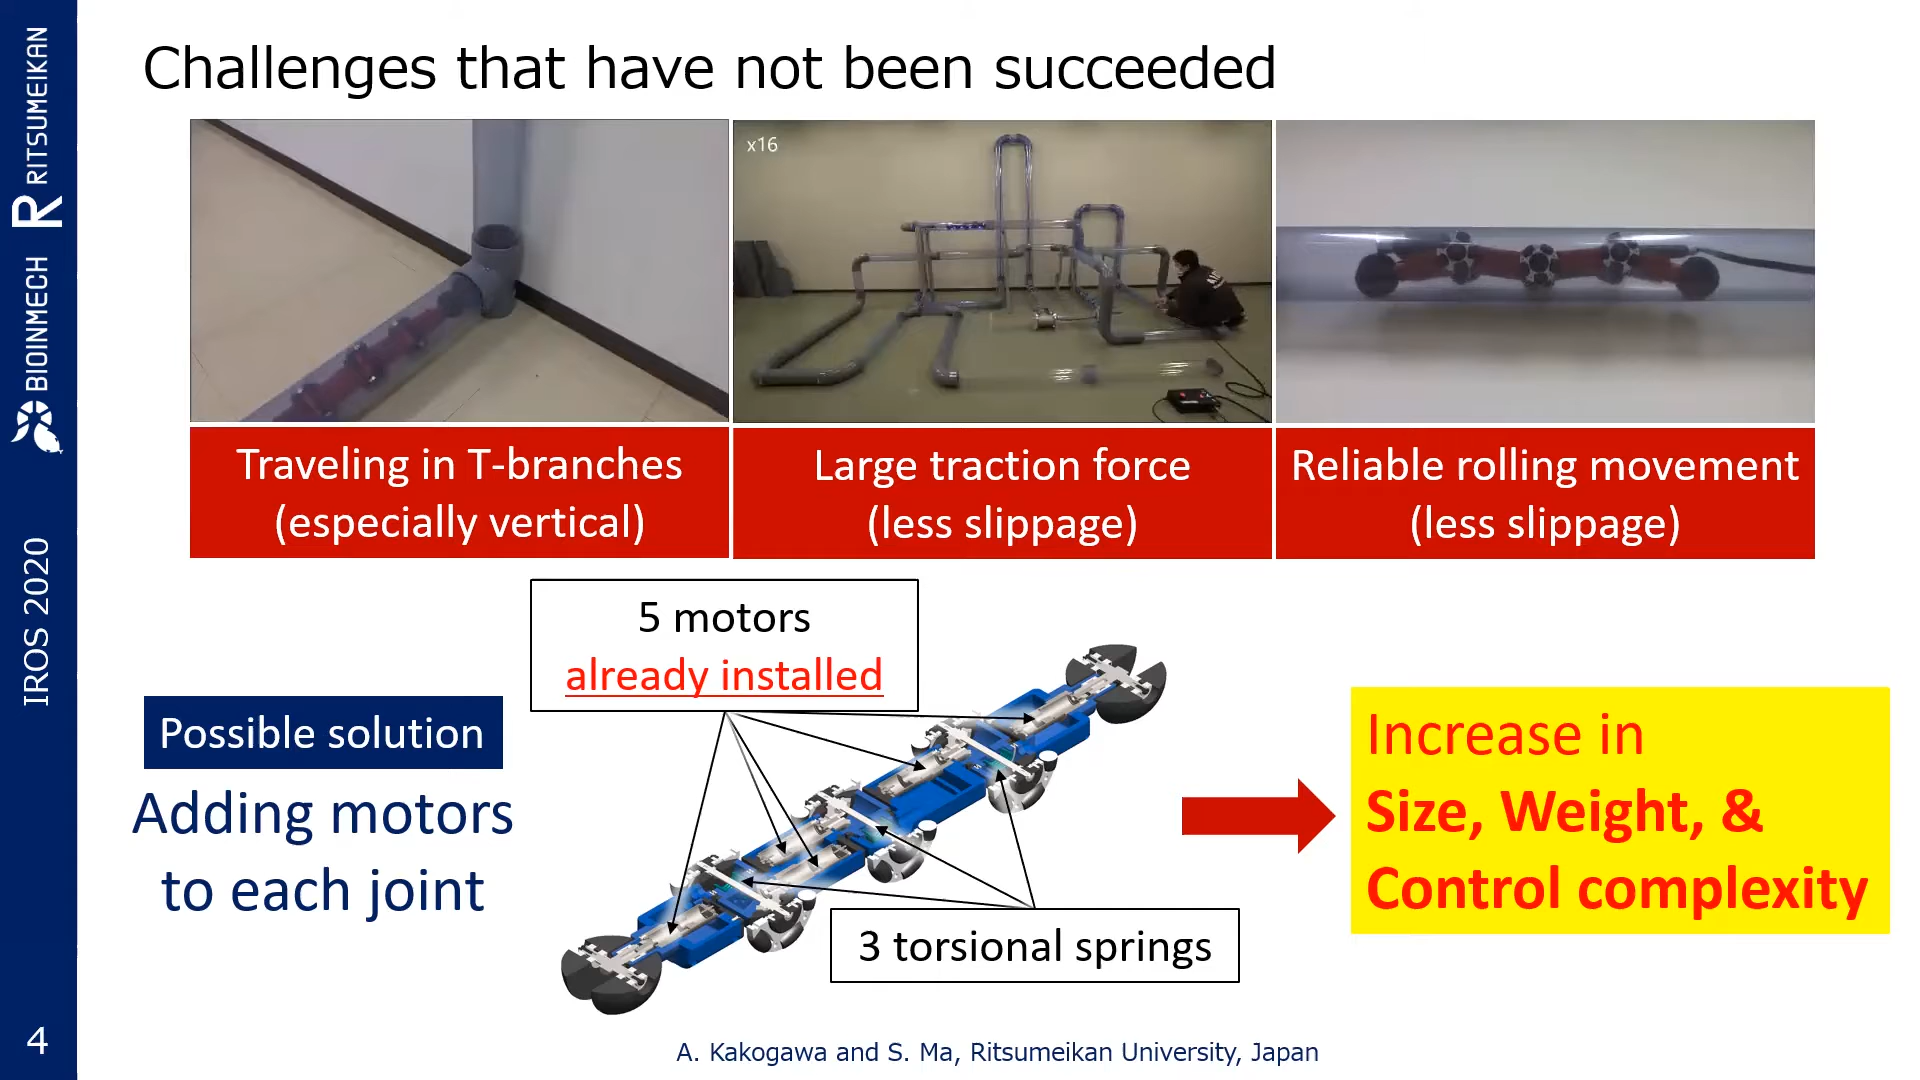 Challenges that have not been succeeded
x16
Traveling in T-branches
(especially vertical)
Large traction force
(less slippage)
Reliable rolling movement
(less slippage)
5 motors
already installed
Possible solution
Adding motors
to each joint
3 torsional springs
Increase in
Size, Weight, &
Control complexity
A. Kakogawa and S. Ma, Ritsumeikan University, Japan
R RITSUMEIKAN
BIOINMECH
IROS 2020
4